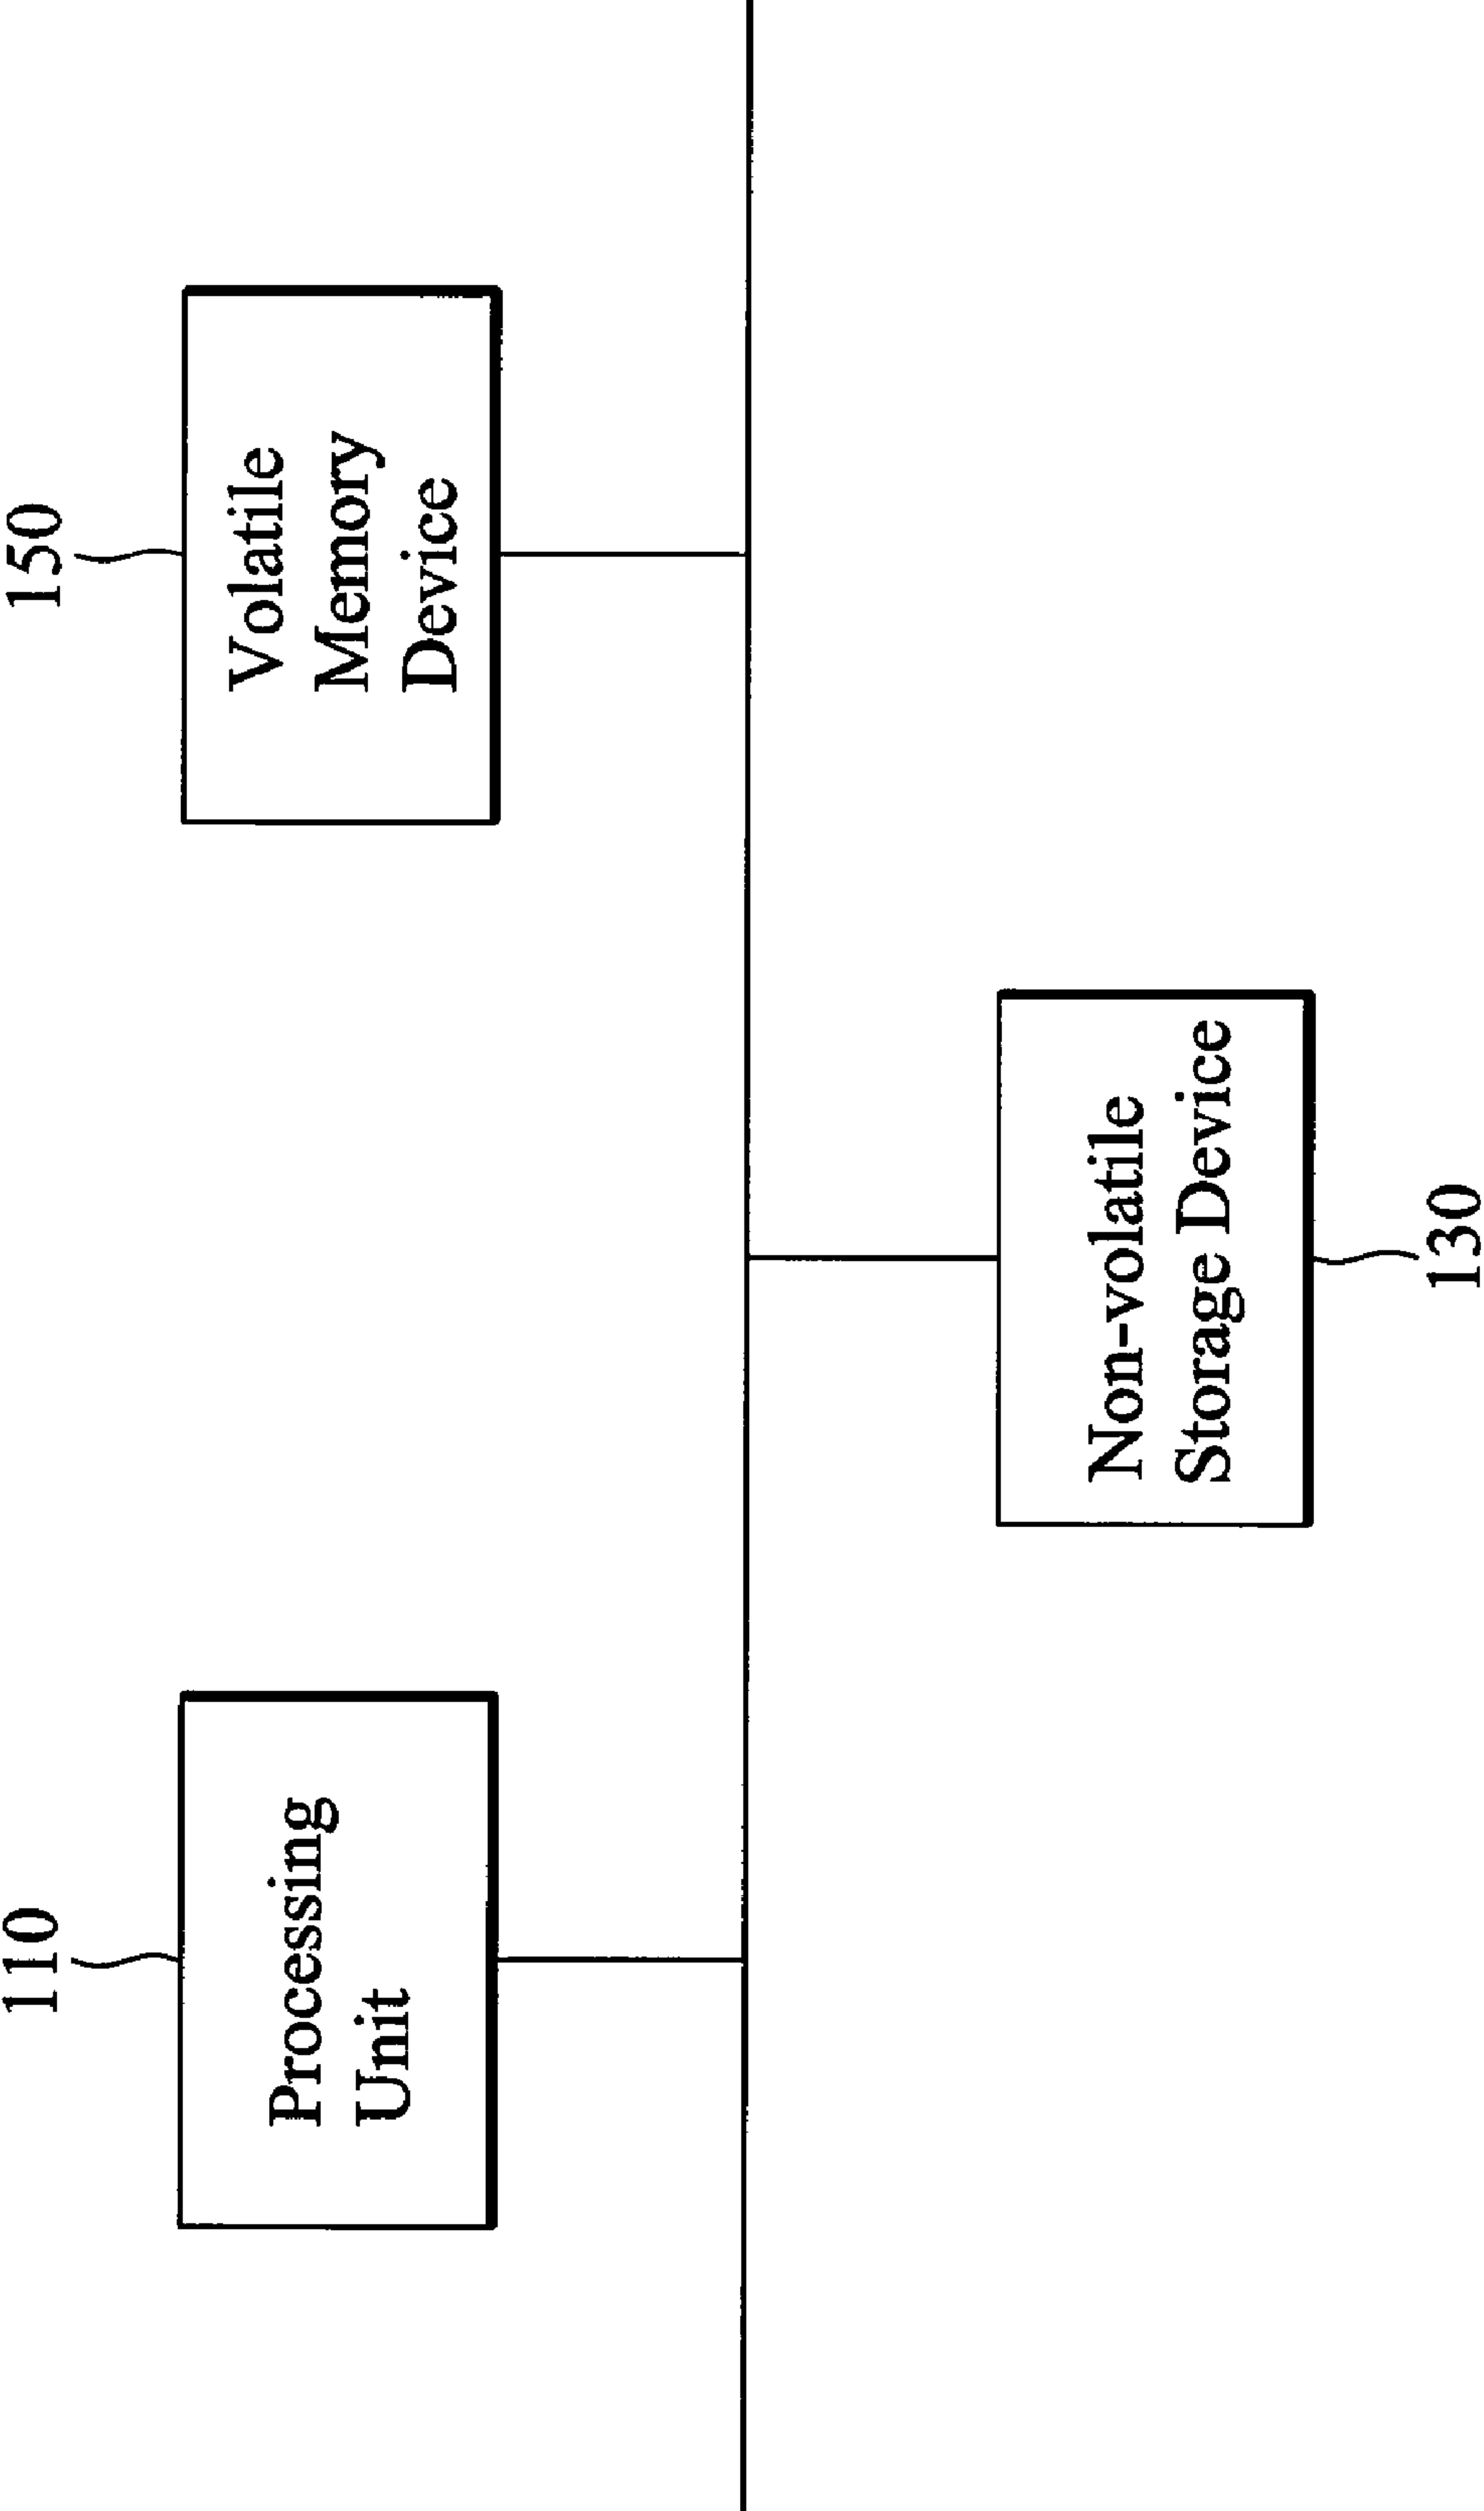 110
150
Processing
Unit
Volatile
Memory
Device
Non-volatile
Storage Device
130